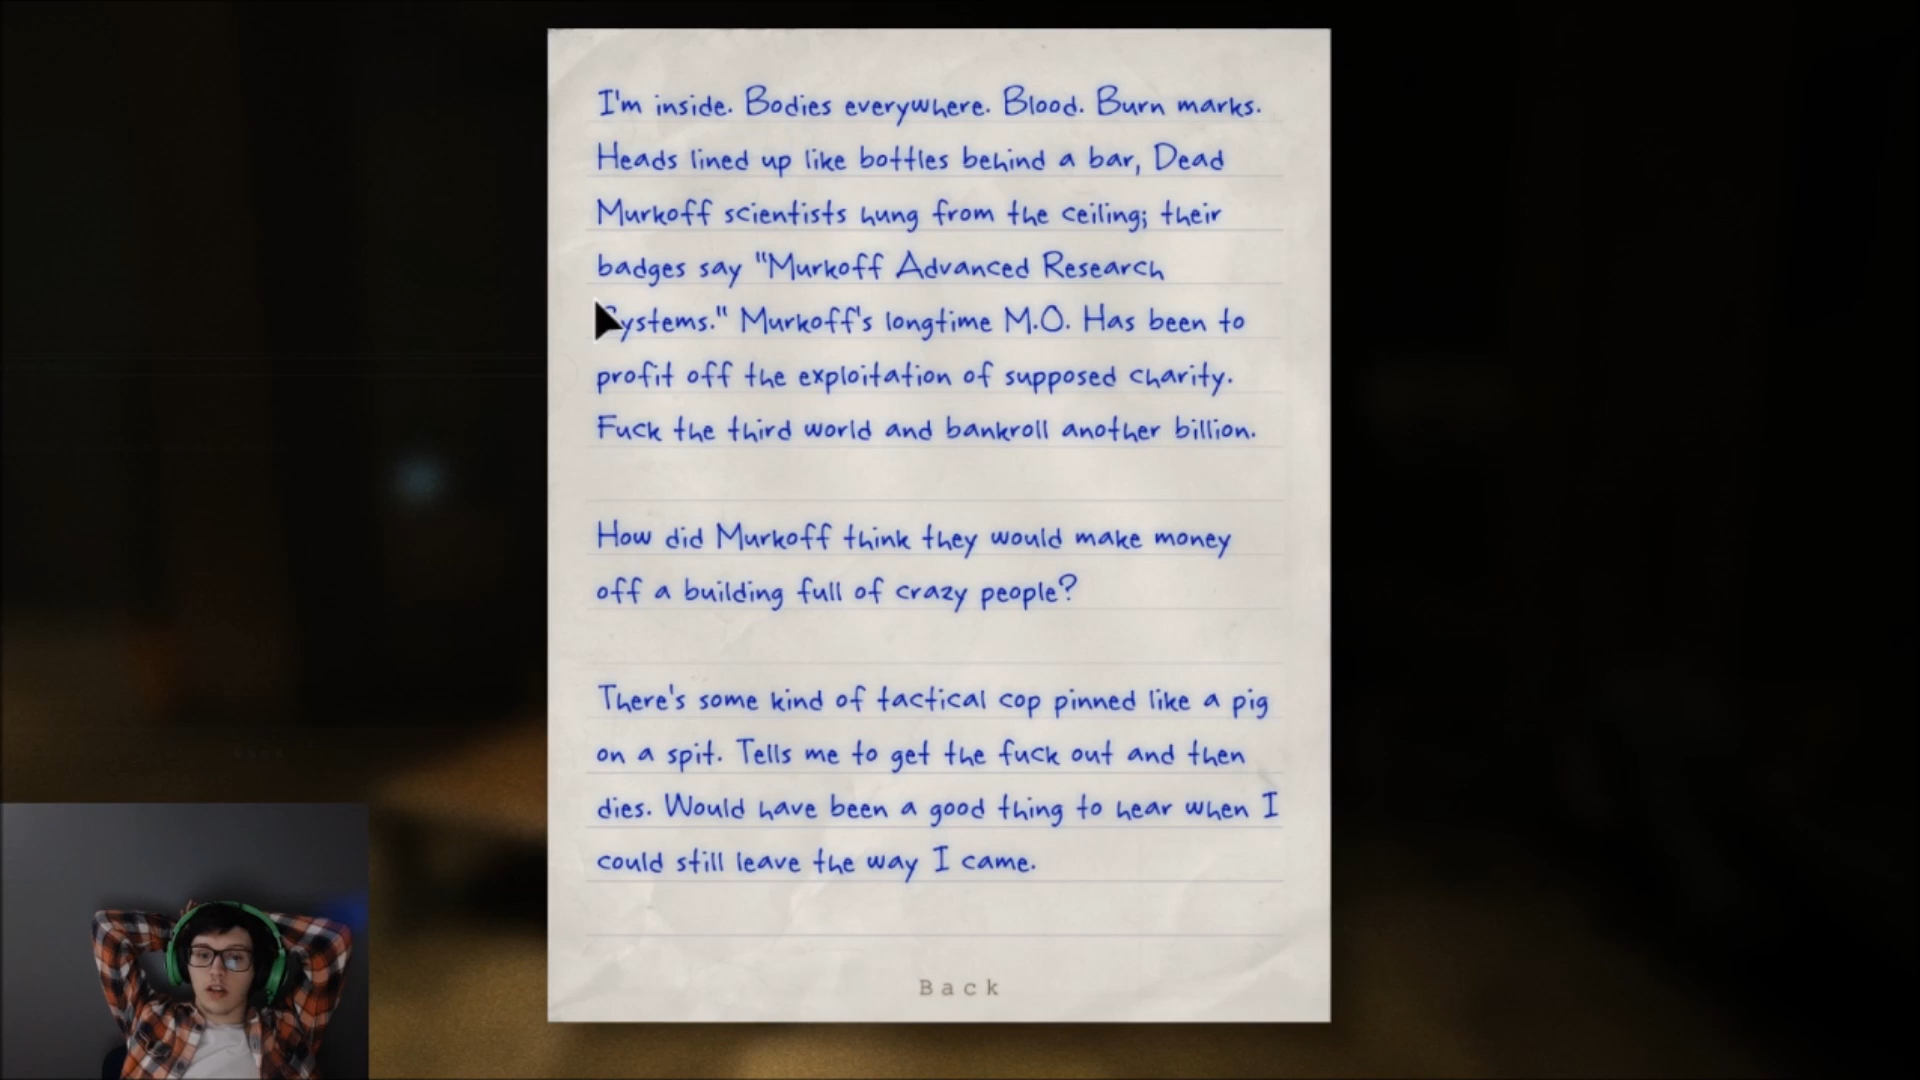 I'm inside. Bodies everywhere. Blood. Burn marks.
Heads lined up like bottles behind a bar, Dead
Murkoff scientists hung from the ceiling; their
badges say "Murkoff Advanced Research
Systems." Murkoff's longtime M.O. Has been to
profit off the exploitation of supposed charity.
Fuck the third world and bankroll another billion.
How did Murkoff think they would make money
off a building full of crazy people?
There's some kind of tactical cop pinned like a pig
on a spit. Tells me to get the fuck out and then
dies. Would have been a good thing to hear when I
could still leave the way I came.
Back